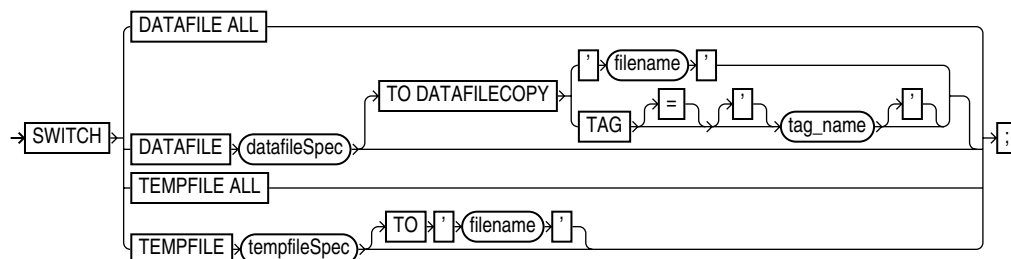 DATAFILE ALL
' filename '
TO DATAFILECOPY
= ' '
TAG tag_name
SWITCH ;
DATAFILE datafileSpec
TEMPFILE ALL
TO ' filename '
TEMPFILE tempfileSpec